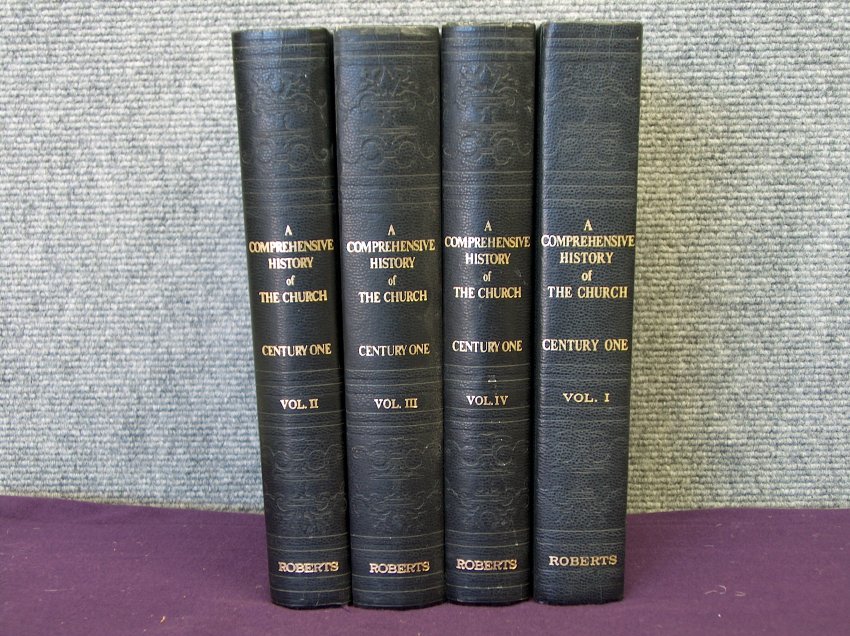 A
COMPREHENSIVE
HISTORY
of
THE CHURCH
CENTURY ONE
VOL. II
ROBERTS
A
COMPREHENSIVE
HISTORY
of
THE CHURCH
CENTURY ONE
VOL. III
ROBERTS
A
COMPREHENSIVE
HISTORY
of
THE CHURCH
CENTURY ONE
VOL. IV
ROBERTS
A
COMPREHENSIVE
HISTORY
of
THE CHURCH
CENTURY ONE
VOL. I
ROBERTS